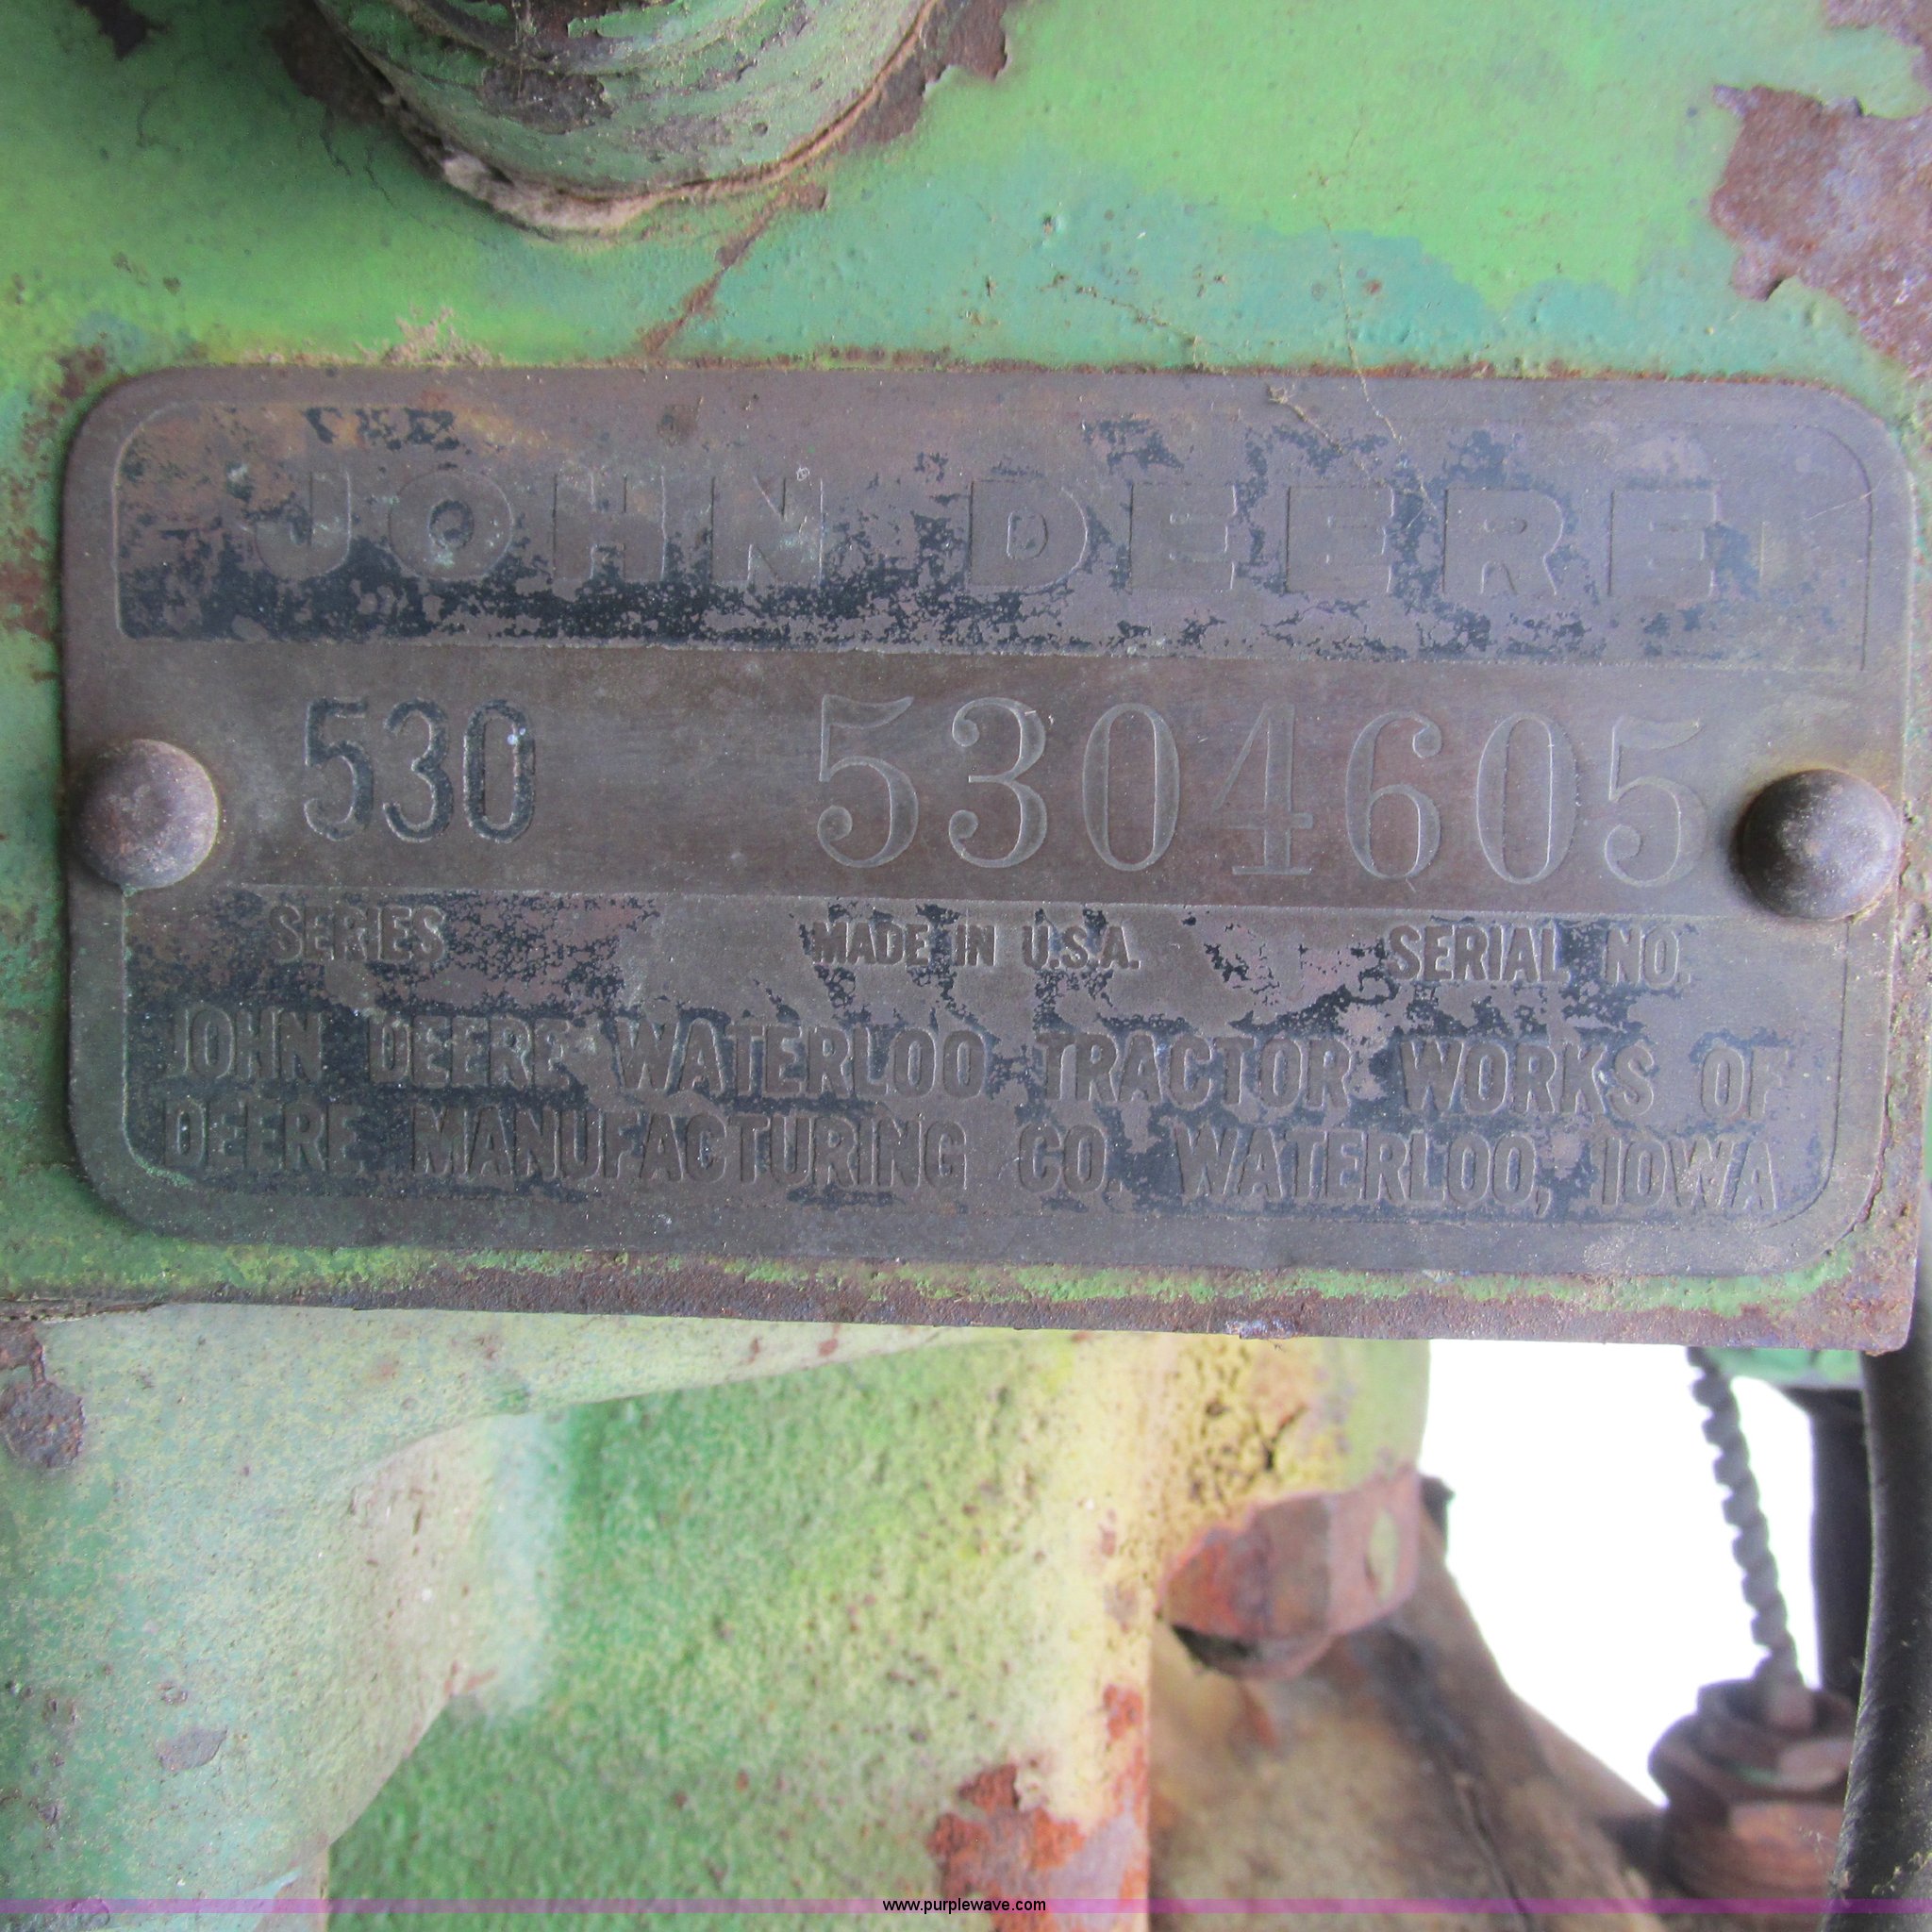 JOHN DEERE
530 5304605
SERIES MADE IN U.S.A. SERIAL NO.
JOHN DEERE WATERLOO TRACTOR WORKS OF
DEERE MANUFACTURING CO. WATERLOO, IOWA
www.purplewave.com